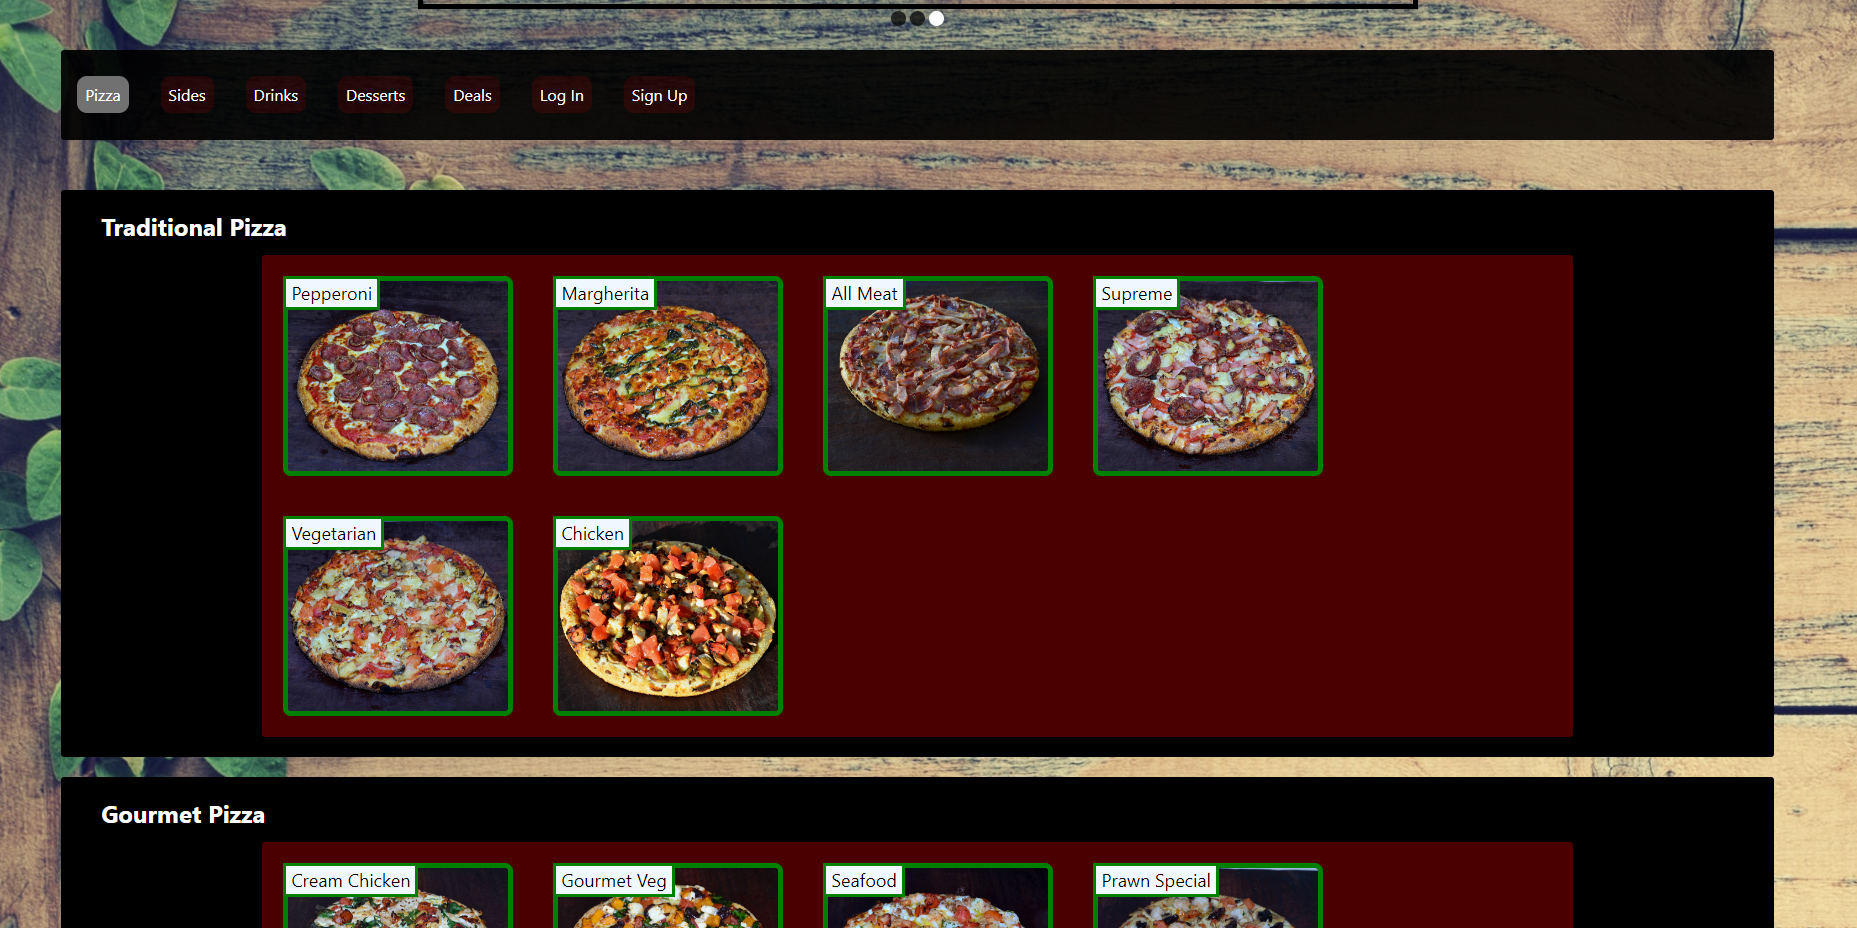 Pizza Sides Drinks Desserts Deals Log In Sign Up
Traditional Pizza
Pepperoni Margherita All Meat Supreme
Vegetarian Chicken
Gourmet Pizza
Cream Chicken Gourmet Veg Seafood Prawn Special